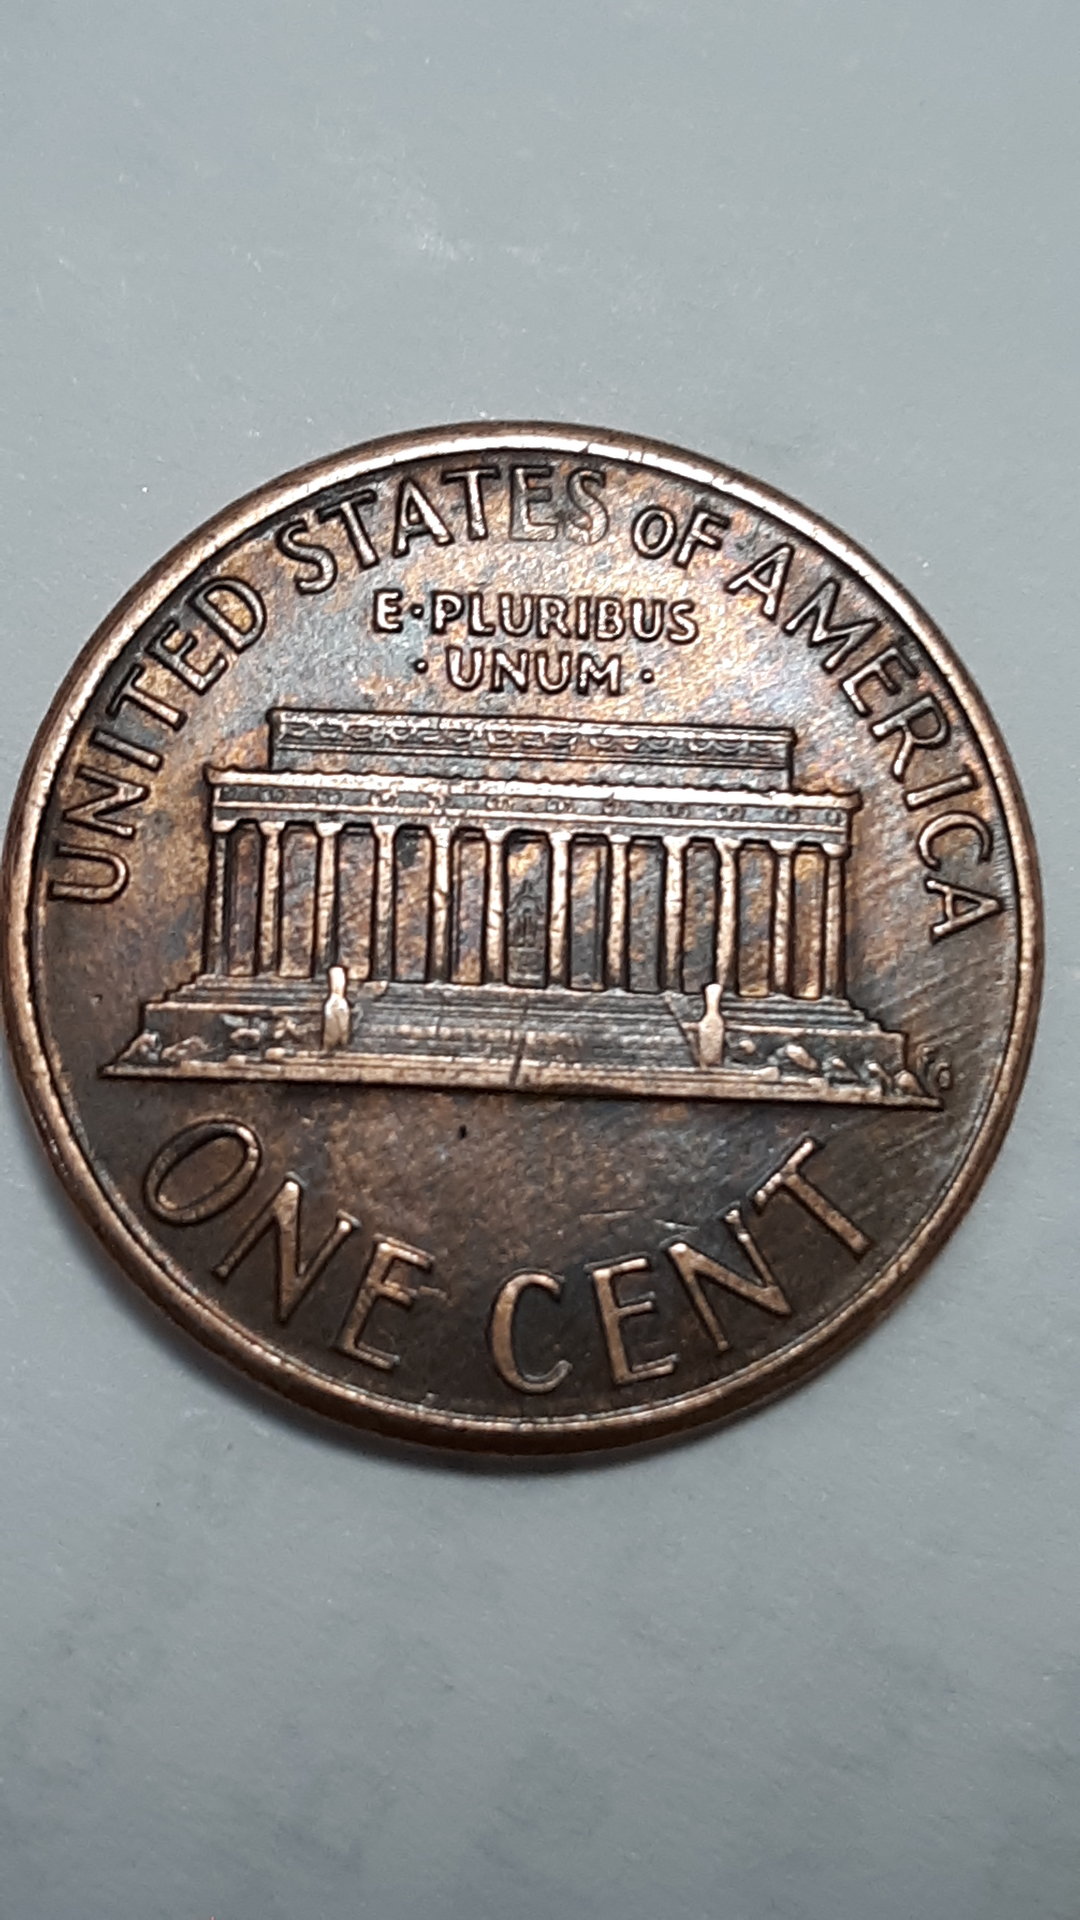 UNITED STATES OF AMERICA
E·PLURIBUS
·UNUM·
ONE CENT